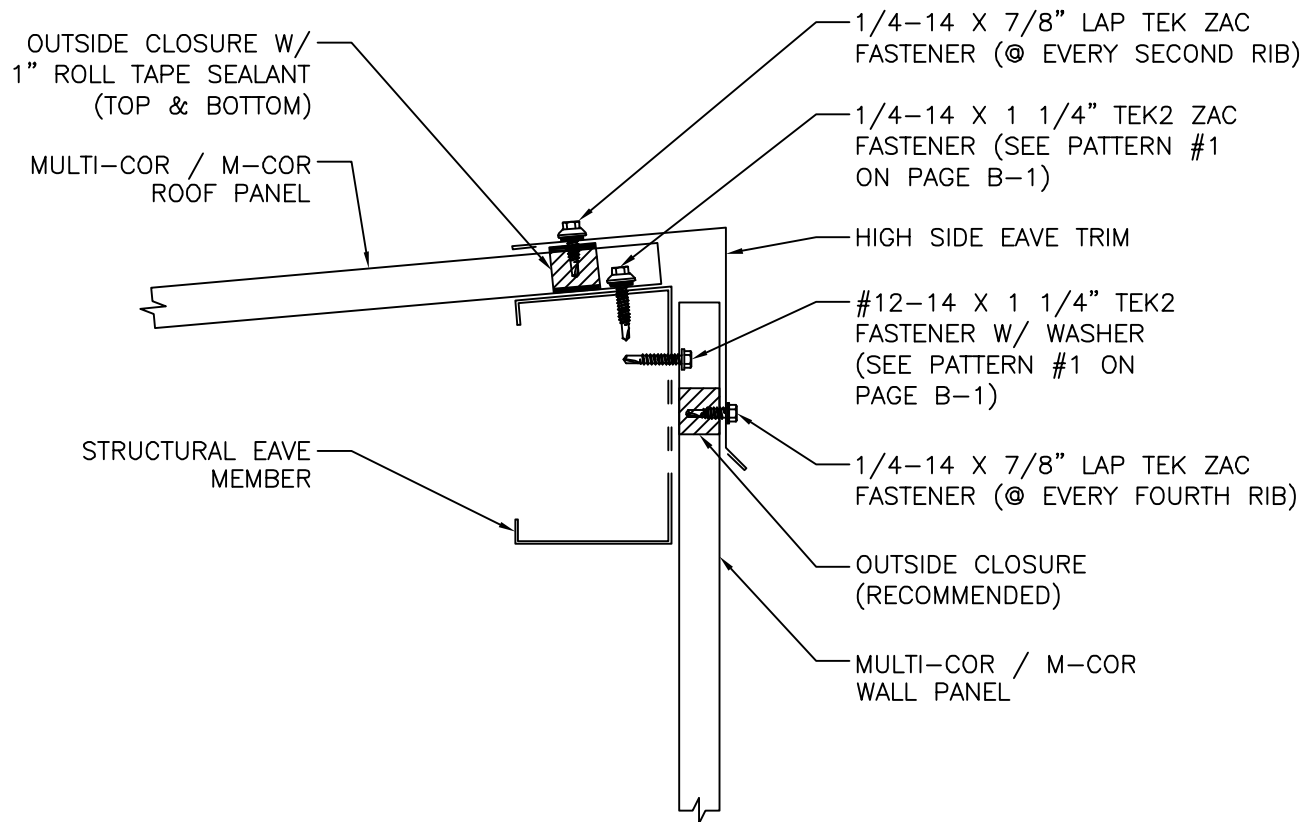 OUTSIDE CLOSURE W/
1” ROLL TAPE SEALANT
(TOP & BOTTOM)
MULTI-COR / M-COR
ROOF PANEL
STRUCTURAL EAVE
MEMBER
1/4-14 X 7/8” LAP TEK ZAC
FASTENER (@ EVERY SECOND RIB)
1/4-14 X 1 1/4” TEK2 ZAC
FASTENER (SEE PATTERN #1
ON PAGE B-1)
HIGH SIDE EAVE TRIM
#12-14 X 1 1/4” TEK2
FASTENER W/ WASHER
(SEE PATTERN #1 ON
PAGE B-1)
1/4-14 X 7/8” LAP TEK ZAC
FASTENER (@ EVERY FOURTH RIB)
OUTSIDE CLOSURE
(RECOMMENDED)
MULTI-COR / M-COR
WALL PANEL